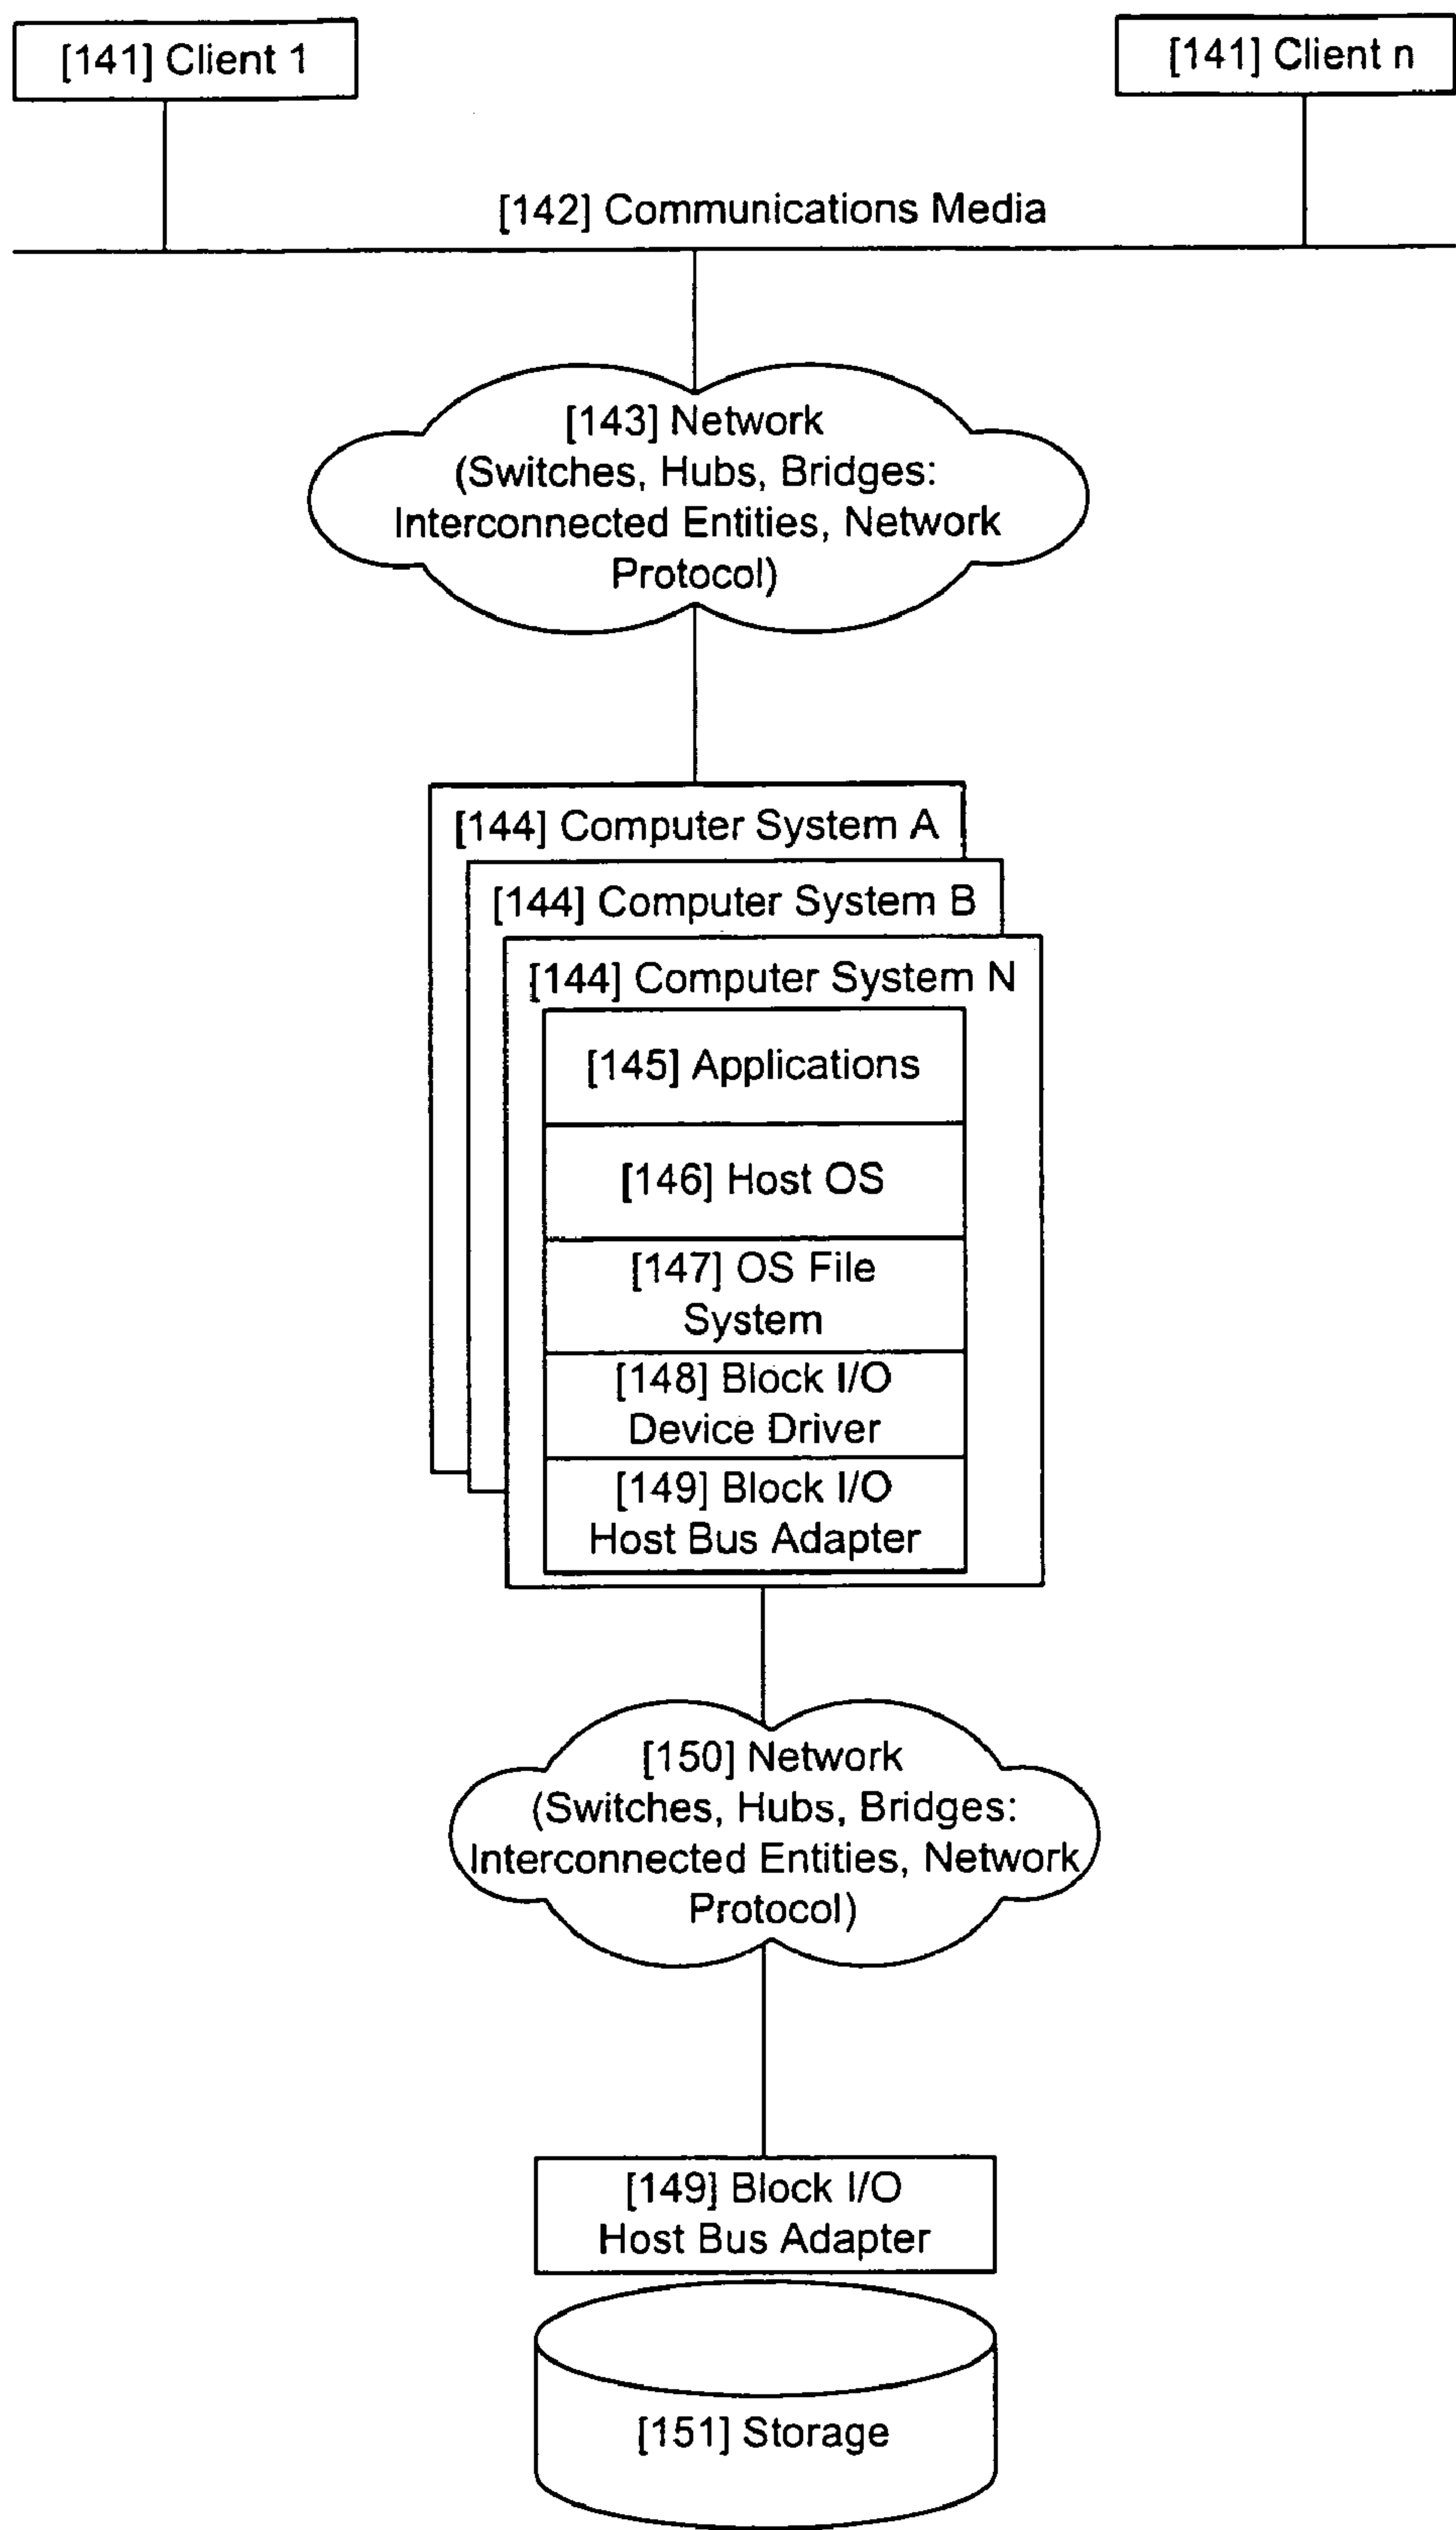 [141] Client 1
[141] Client n
[142] Communications Media
[143] Network
(Switches, Hubs, Bridges:
Interconnected Entities, Network
Protocol)
[144] Computer System A
[144] Computer System B
[144] Computer System N
[145] Applications
[146] Host OS
[147] OS File
System
[148] Block I/O
Device Driver
[149] Block I/O
Host Bus Adapter
[150] Network
(Switches, Hubs, Bridges:
Interconnected Entities, Network
Protocol)
[149] Block I/O
Host Bus Adapter
[151] Storage